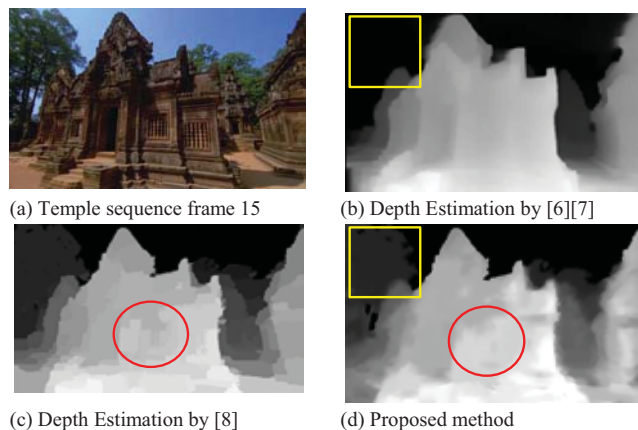 (a) Temple sequence frame 15
(b) Depth Estimation by [6][7]
(c) Depth Estimation by [8]
(d) Proposed method